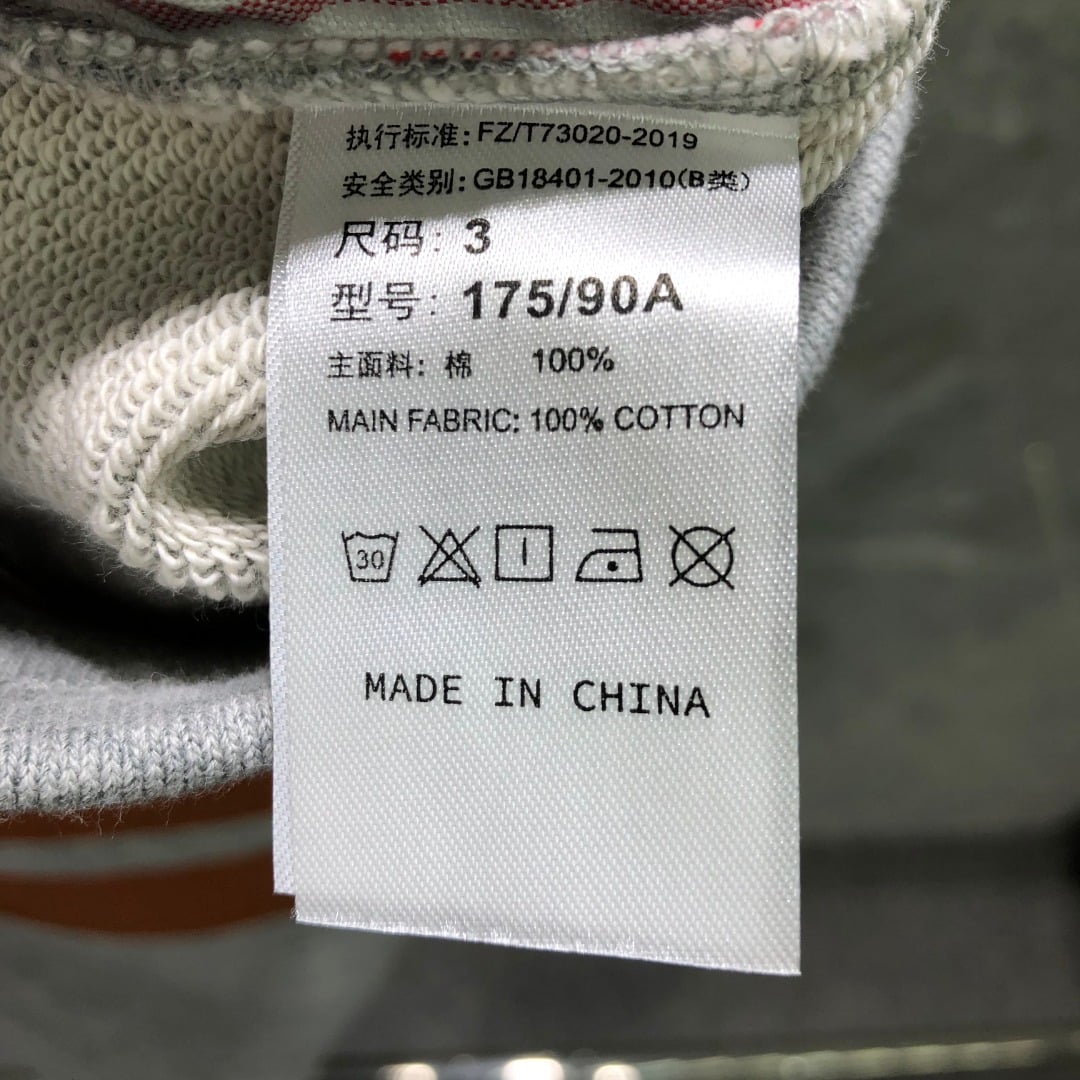 执行标准: FZ/T73020-2019
安全类别: GB18401-2010(B类)
尺码: 3
型号: 175/90A
主面料: 棉 100%
MAIN FABRIC: 100% COTTON
30
MADE IN CHINA